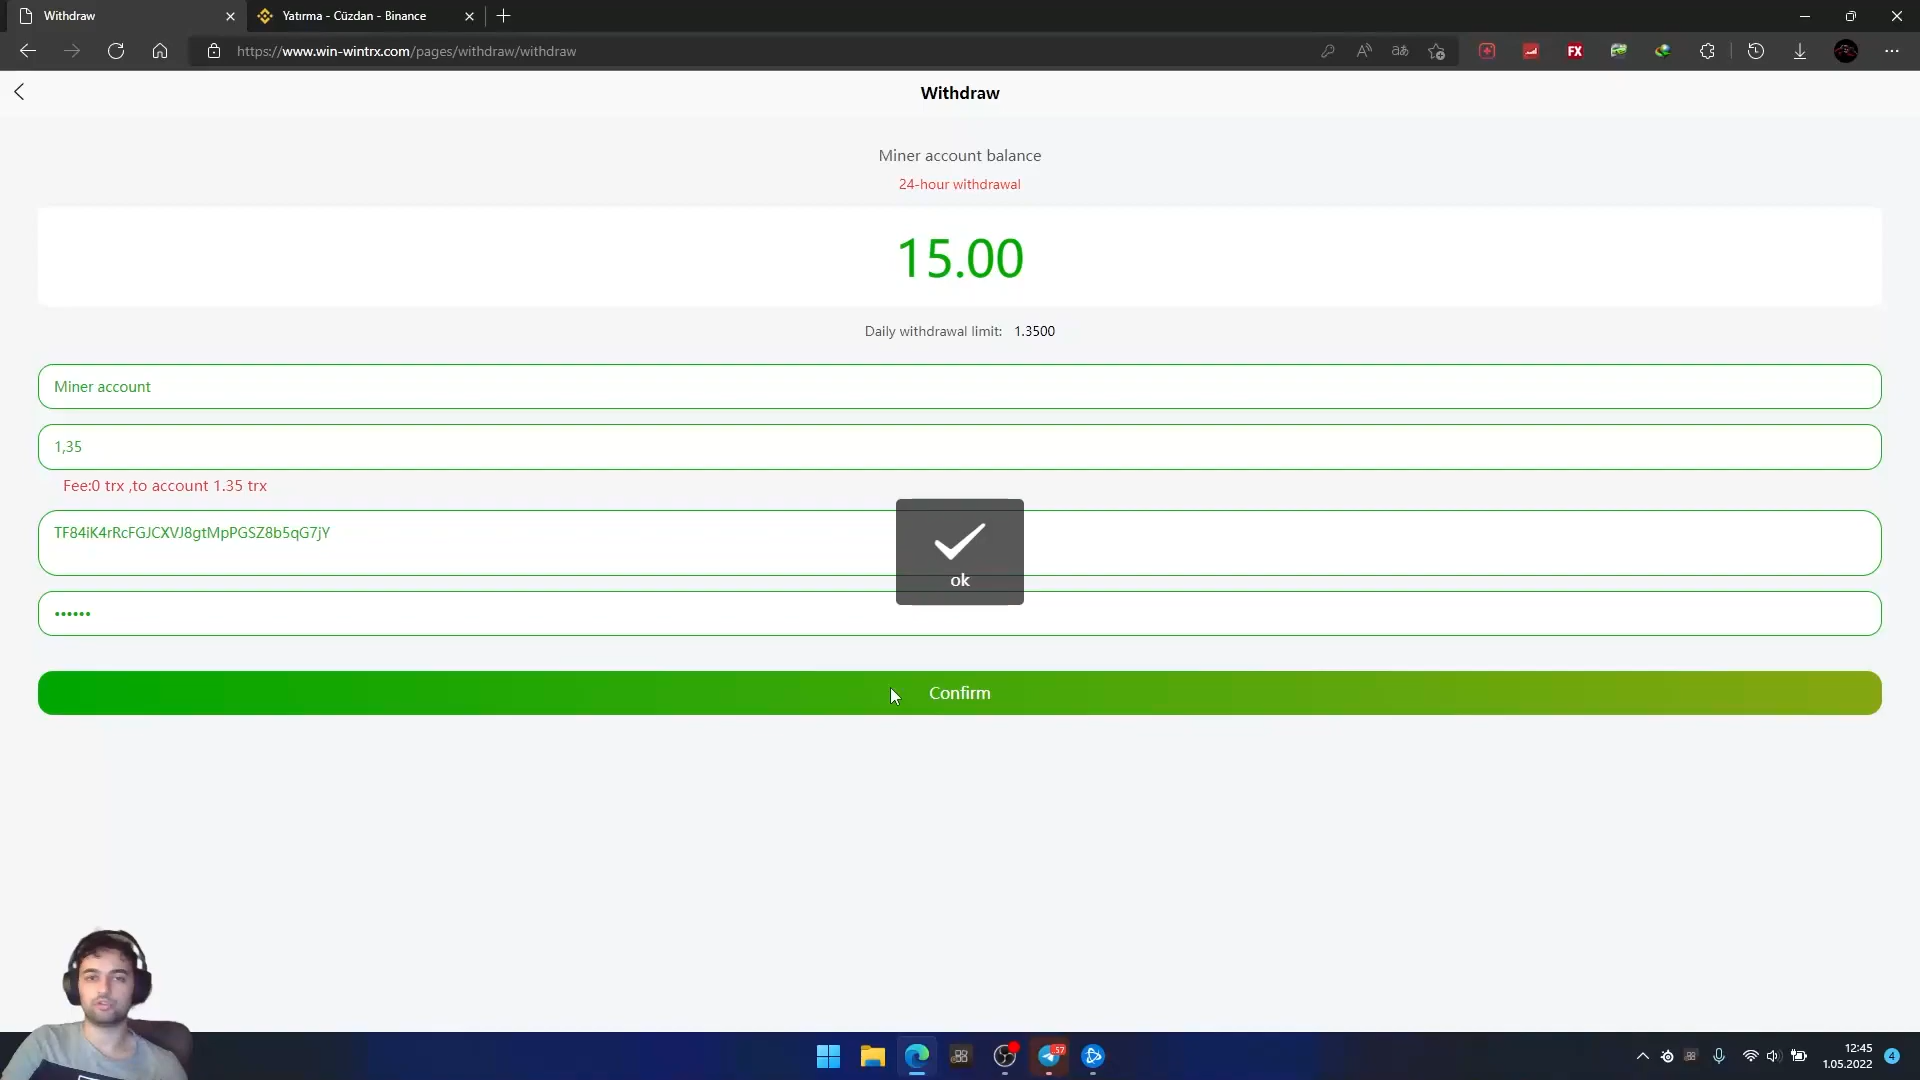 Withdraw
Yatırma - Cüzdan - Binance
https://www.win-wintrx.com/pages/withdraw/withdraw
Withdraw
Miner account balance
24-hour withdrawal
15.00
Daily withdrawal limit: 1.3500
Miner account
1,35
Fee:0 trx ,to account 1.35 trx
TF84iK4rRcFGJCXVJ8gtMpPGSZ8b5qG7jY
ok
••••••
Confirm
FX
57
12:45
1.05.2022
4